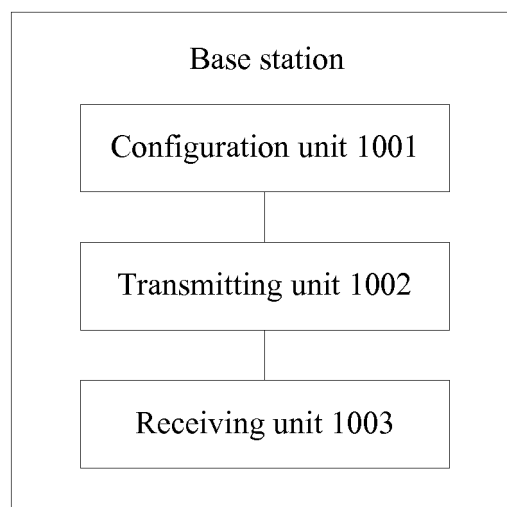 Base station
Configuration unit 1001
Transmitting unit 1002
Receiving unit 1003